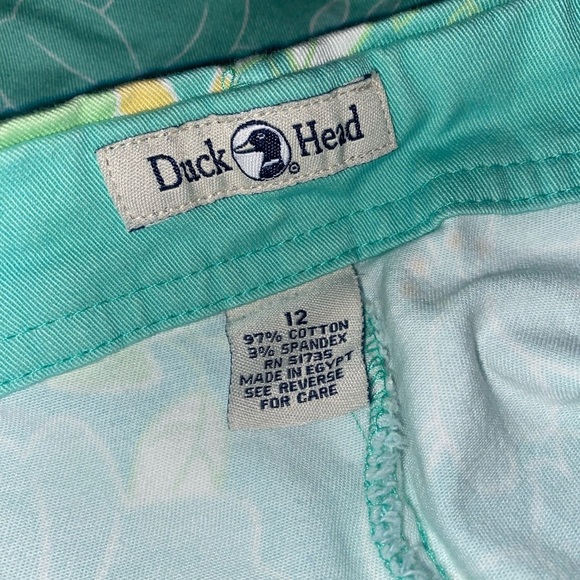 Duck Head
©
12
97% COTTON
3% SPANDEX
RN 51735
MADE IN EGYPT
SEE REVERSE
FOR CARE